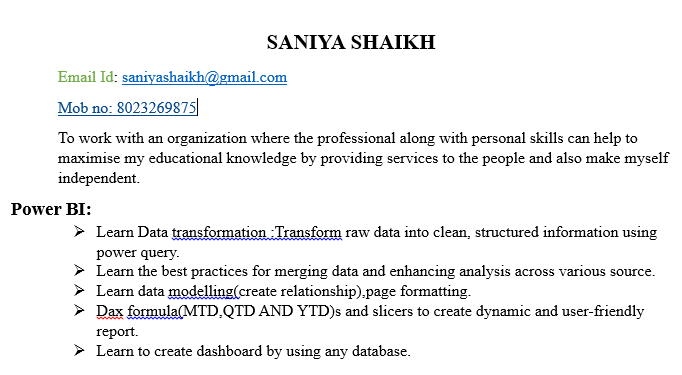 SANIYA SHAIKH
Email Id: saniyashaikh@gmail.com
Mob no: 8023269875
To work with an organization where the professional along with personal skills can help to
maximise my educational knowledge by providing services to the people and also make myself
independent.
Power BI:
➢ Learn Data transformation :Transform raw data into clean, structured information using
power query.
➢ Learn the best practices for merging data and enhancing analysis across various source.
➢ Learn data modelling(create relationship),page formatting.
➢ Dax formula(MTD,QTD AND YTD)s and slicers to create dynamic and user-friendly
report.
➢ Learn to create dashboard by using any database.